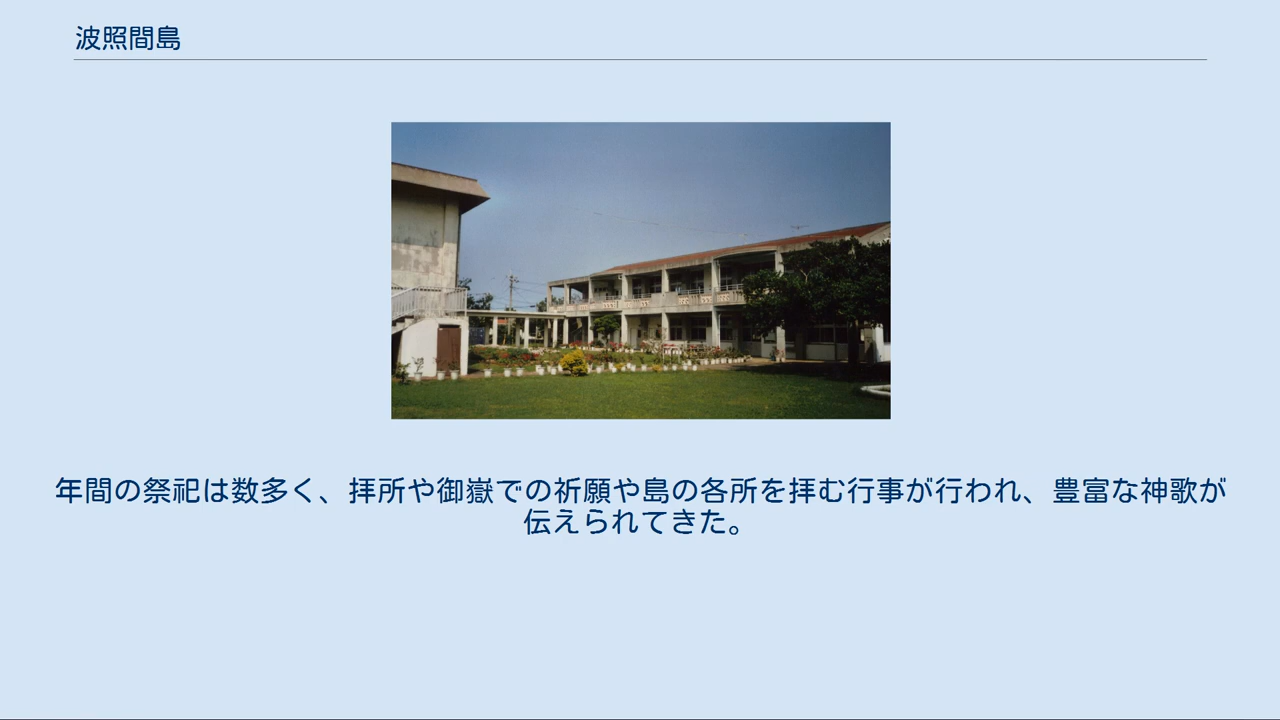 波照間島
年間の祭祀は数多く、拝所や御嶽での祈願や島の各所を拝む行事が行われ、豊富な神歌が
伝えられてきた。